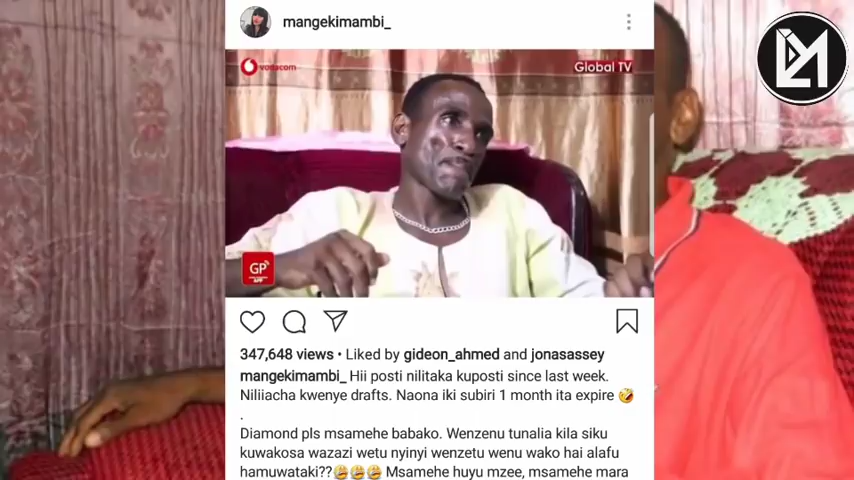 mangekimambi_
vodacom
Global TV
GP
APP
347,648 views • Liked by gideon_ahmed and jonasassey
mangekimambi_ Hii posti nilitaka kuposti since last week.
Niliiacha kwenye drafts. Naona iki subiri 1 month ita expire 🤣
.
Diamond pls msamehe babako. Wenzenu tunalia kila siku
kuwakosa wazazi wetu nyinyi wenzetu wenu wako hai alafu
hamuwataki??🤣🤣🤣 Msamehe huyu mzee, msamehe mara